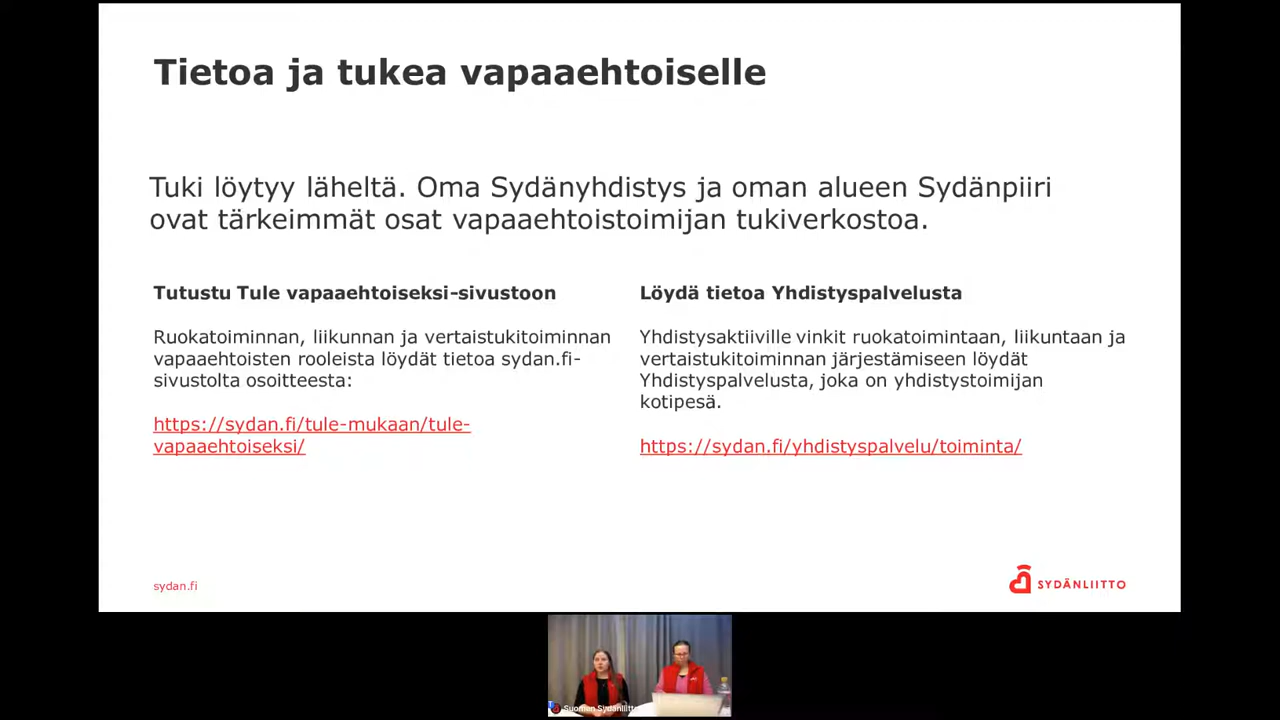 Tietoa ja tukea vapaaehtoiselle
Tuki löytyy läheltä. Oma Sydänyhdistys ja oman alueen Sydänpiiri
ovat tärkeimmät osat vapaaehtoistoimijan tukiverkostoa.
Tutustu Tule vapaaehtoiseksi-sivustoon
Ruokatoiminnan, liikunnan ja vertaistukitoiminnan
vapaaehtoisten rooleista löydät tietoa sydan.fi-
sivustolta osoitteesta:
https://sydan.fi/tule-mukaan/tule-
vapaaehtoiseksi/
Löydä tietoa Yhdistyspalvelusta
Yhdistysaktiiville vinkit ruokatoimintaan, liikuntaan ja
vertaistukitoiminnan järjestämiseen löydät
Yhdistyspalvelusta, joka on yhdistystoimijan
kotipesä.
https://sydan.fi/yhdistyspalvelu/toiminta/
sydan.fi
SYDÄNLIITTO
Suomen Sydänliitto